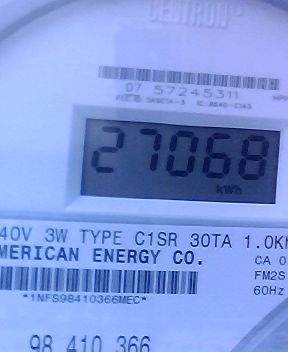 CENTRON®
07 57245311
27068
kWh
40V 3W TYPE C1SR 30TA 1.0Kh
MERICAN ENERGY CO.
CA 0
FM2S
60Hz
*1NFS98410366MEC*
98 410 366